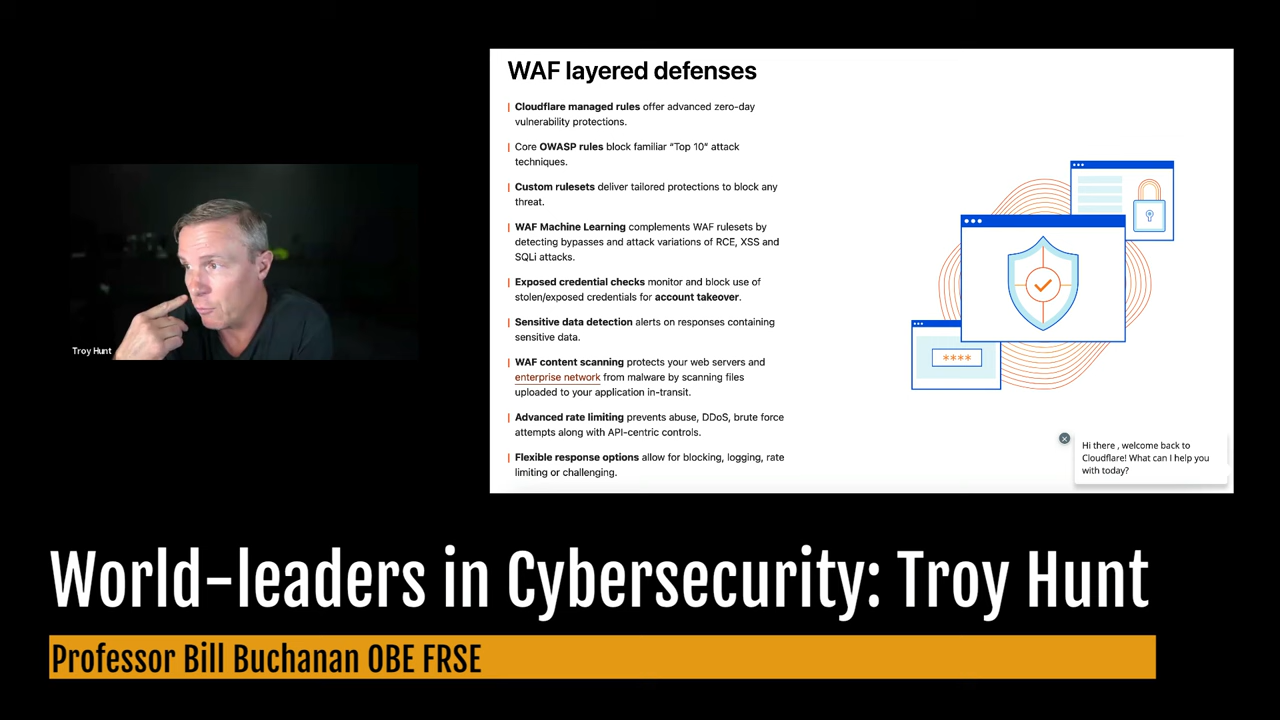 WAF layered defenses
Cloudflare managed rules offer advanced zero-day
vulnerability protections.
Core OWASP rules block familiar “Top 10” attack
techniques.
Custom rulesets deliver tailored protections to block any
threat.
WAF Machine Learning complements WAF rulesets by
detecting bypasses and attack variations of RCE, XSS and
SQLi attacks.
Exposed credential checks monitor and block use of
stolen/exposed credentials for account takeover.
Sensitive data detection alerts on responses containing
sensitive data.
WAF content scanning protects your web servers and
enterprise network from malware by scanning files
uploaded to your application in-transit.
Advanced rate limiting prevents abuse, DDoS, brute force
attempts along with API-centric controls.
Flexible response options allow for blocking, logging, rate
limiting or challenging.
****
Hi there , welcome back to
Cloudflare! What can I help you
with today?
Troy Hunt
World-leaders in Cybersecurity: Troy Hunt
Professor Bill Buchanan OBE FRSE